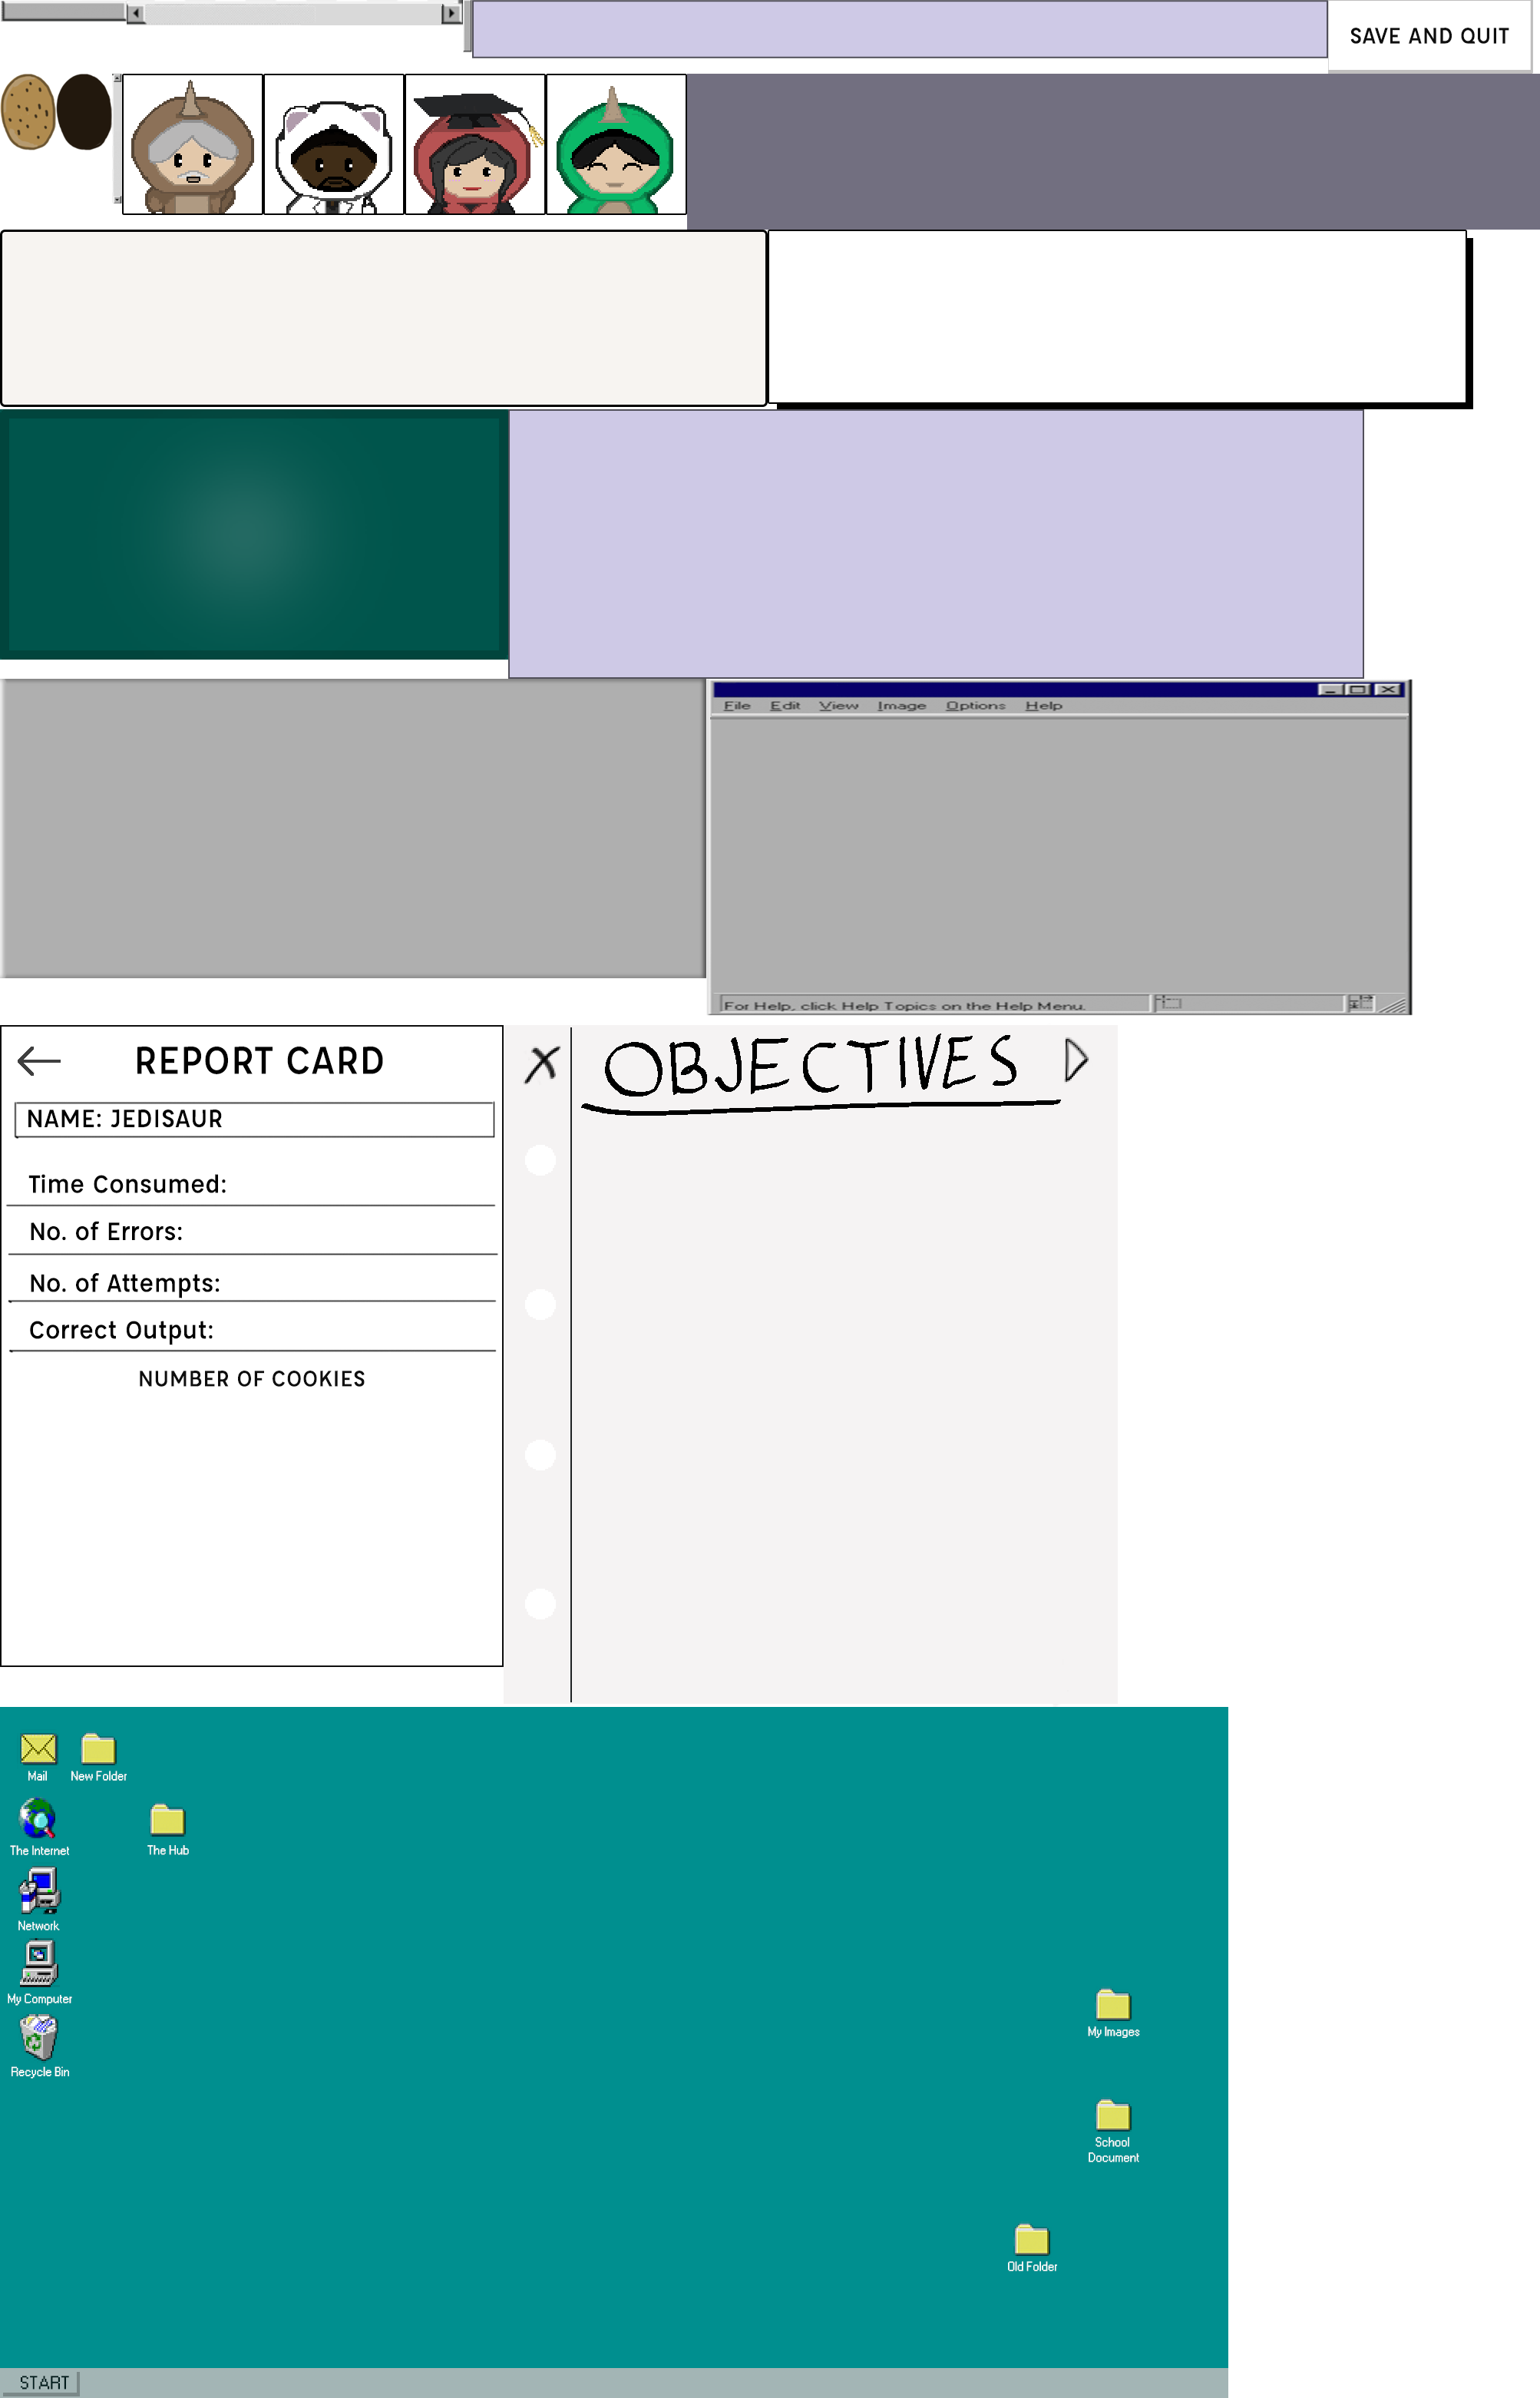 SAVE AND QUIT
File Edit View Image Options Help
For Help, click Help Topics on the Help Menu.
REPORT CARD
NAME: JEDISAUR
Time Consumed:
No. of Errors:
No. of Attempts:
Correct Output:
NUMBER OF COOKIES
X OBJECTIVES
Mail New Folder
The Internet The Hub
Network
My Computer
My Images
Recycle Bin
School
Document
Old Folder
START